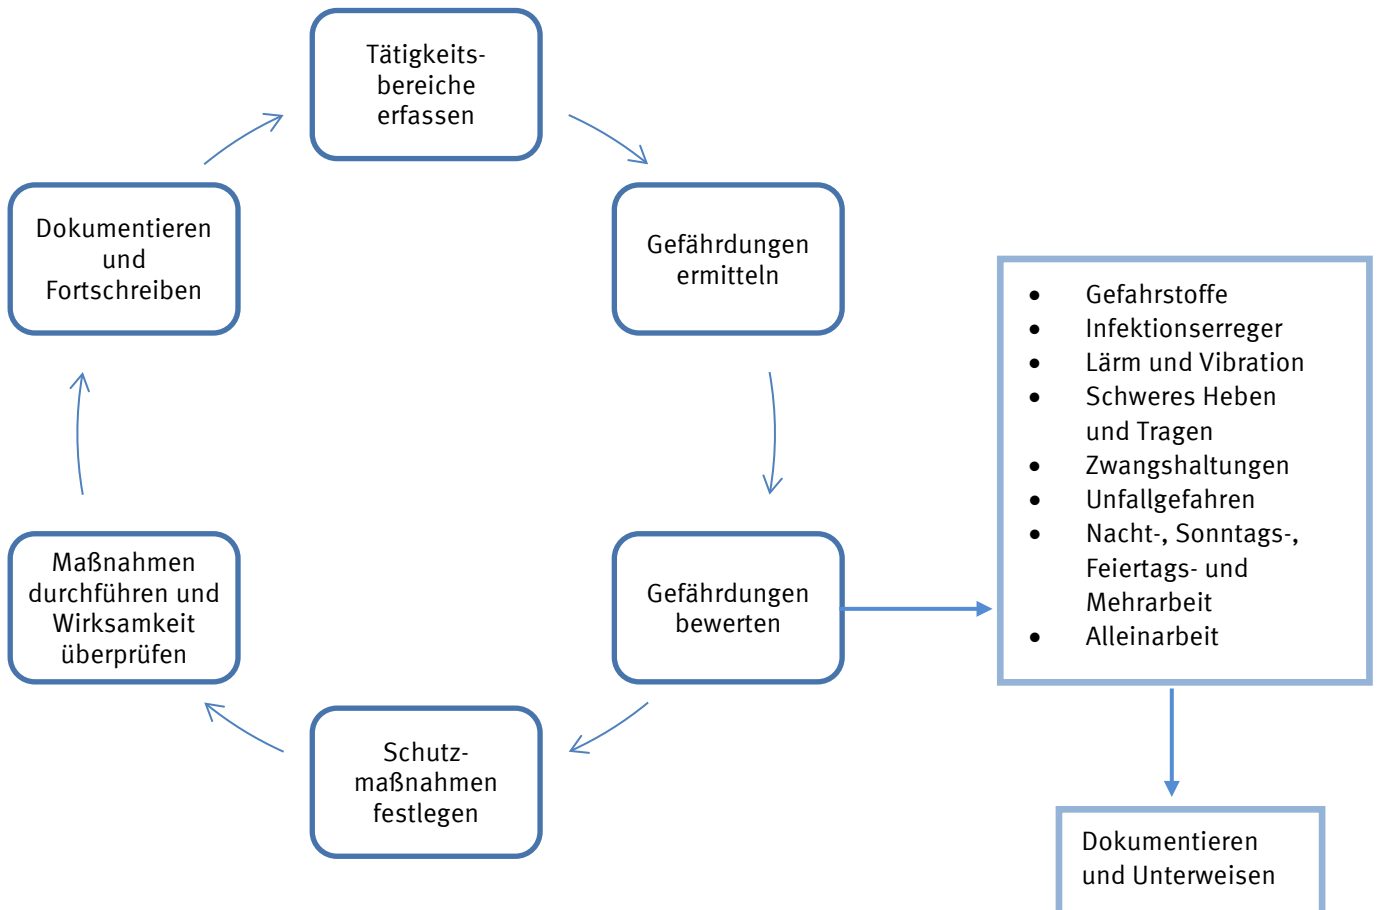 Tätigkeits-
bereiche
erfassen
Gefährdungen
ermitteln
Gefährdungen
bewerten
Schutz-
maßnahmen
festlegen
Maßnahmen
durchführen und
Wirksamkeit
überprüfen
Dokumentieren
und
Fortschreiben
• Gefahrstoffe
• Infektionserreger
• Lärm und Vibration
• Schweres Heben
und Tragen
• Zwangshaltungen
• Unfallgefahren
• Nacht-, Sonntags-,
Feiertags- und
Mehrarbeit
• Alleinarbeit
Dokumentieren
und Unterweisen